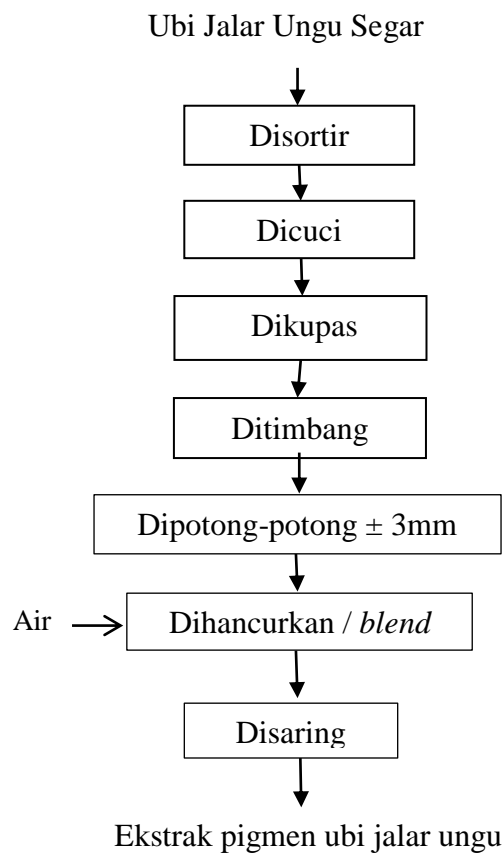 Ubi Jalar Ungu Segar
Disortir
Dicuci
Dikupas
Ditimbang
Dipotong-potong ± 3mm
Air
Dihancurkan / blend
Disaring
Ekstrak pigmen ubi jalar ungu